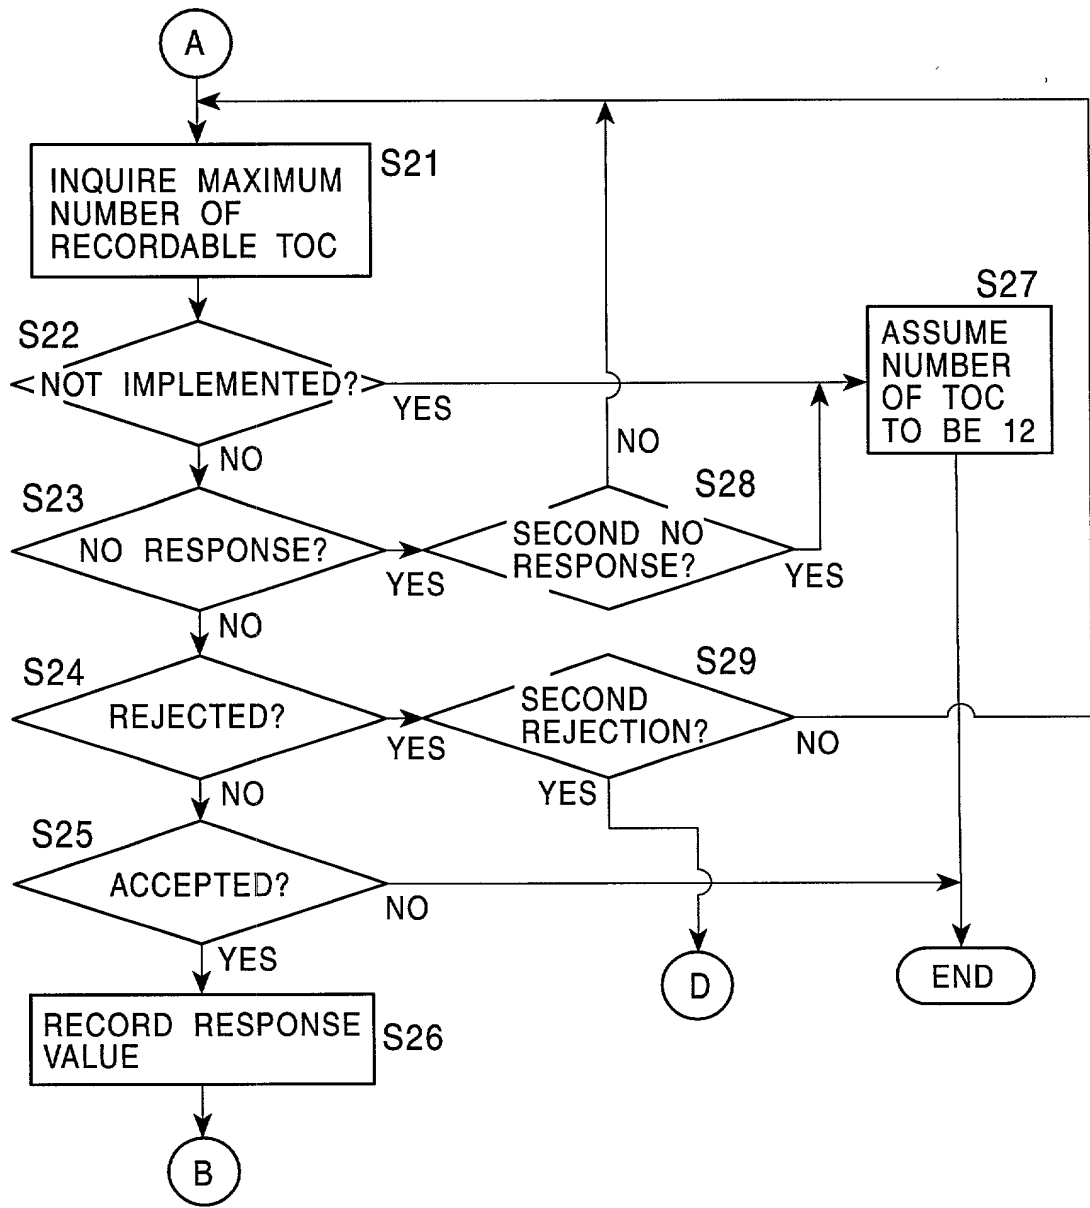 A
S21
INQUIRE MAXIMUM
NUMBER OF
RECORDABLE TOC
S22
NOT IMPLEMENTED?
YES
NO
S27
ASSUME
NUMBER
OF TOC
TO BE 12
S23
NO RESPONSE?
YES
NO
S28
SECOND NO
RESPONSE?
NO
YES
S24
REJECTED?
YES
NO
S29
SECOND
REJECTION?
NO
YES
S25
ACCEPTED?
NO
YES
D
END
RECORD RESPONSE
VALUE
S26
B